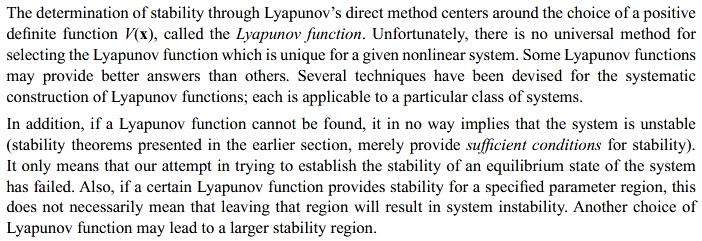 The determination of stability through Lyapunov’s direct method centers around the choice of a positive
definite function V(x), called the Lyapunov function. Unfortunately, there is no universal method for
selecting the Lyapunov function which is unique for a given nonlinear system. Some Lyapunov functions
may provide better answers than others. Several techniques have been devised for the systematic
construction of Lyapunov functions; each is applicable to a particular class of systems.
In addition, if a Lyapunov function cannot be found, it in no way implies that the system is unstable
(stability theorems presented in the earlier section, merely provide sufficient conditions for stability).
It only means that our attempt in trying to establish the stability of an equilibrium state of the system
has failed. Also, if a certain Lyapunov function provides stability for a specified parameter region, this
does not necessarily mean that leaving that region will result in system instability. Another choice of
Lyapunov function may lead to a larger stability region.